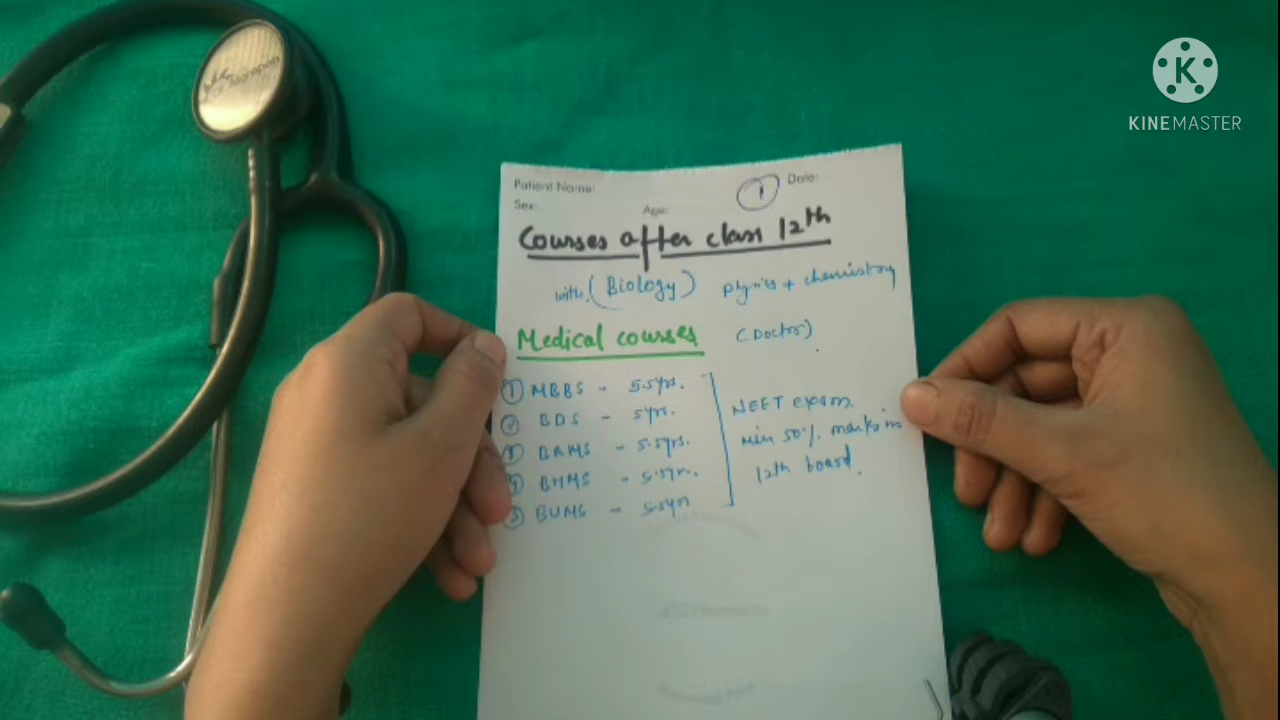 K
KINEMASTER
Patient Name:
Date:
Sex:
Age:
1
Courses after class 12th
with (Biology) physics + chemistry
Medical courses (Doctor)
1 MBBS - 5.5yrs.
2 BDS - 5yrs.
3 BAMS - 5.5yrs.
4 BHMS - 5.5yrs.
5 BUMS - 5.5yrs
NEET exam.
min 50% marks in
12th board.